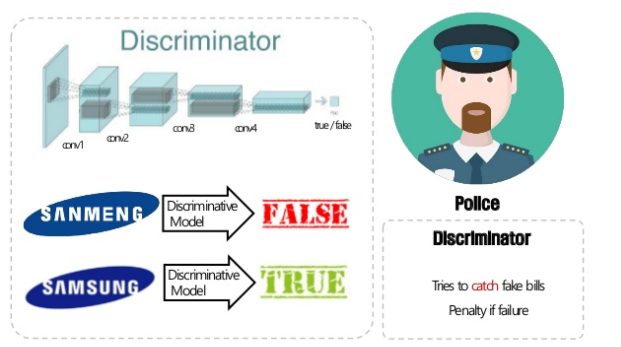 Discriminator
conv1
conv2
conv3
conv4
true / false
SANMENG
Discriminative
Model
FALSE
SAMSUNG
Discriminative
Model
TRUE
Police
Discriminator
Tries to catch fake bills
Penalty if failure